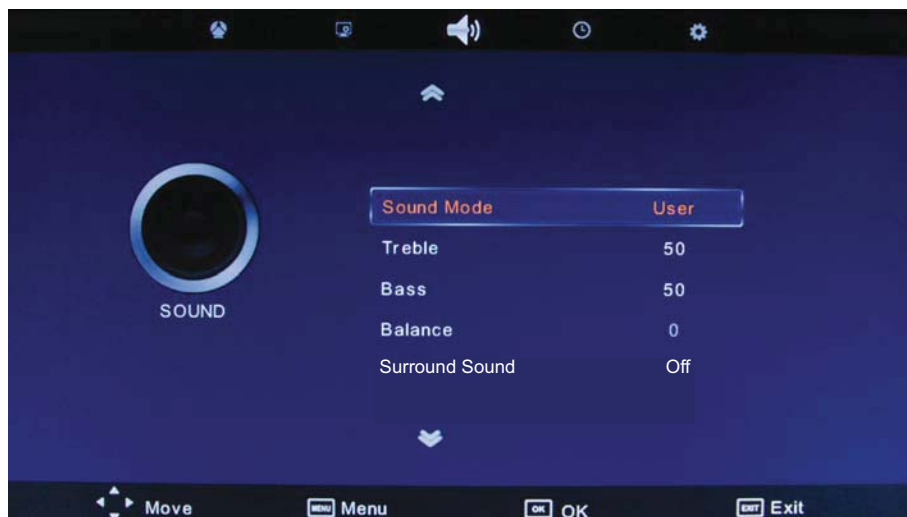 Sound Mode User
Treble 50
Bass 50
Balance 0
Surround Sound Off
SOUND
Move MENU Menu OK OK EXIT Exit